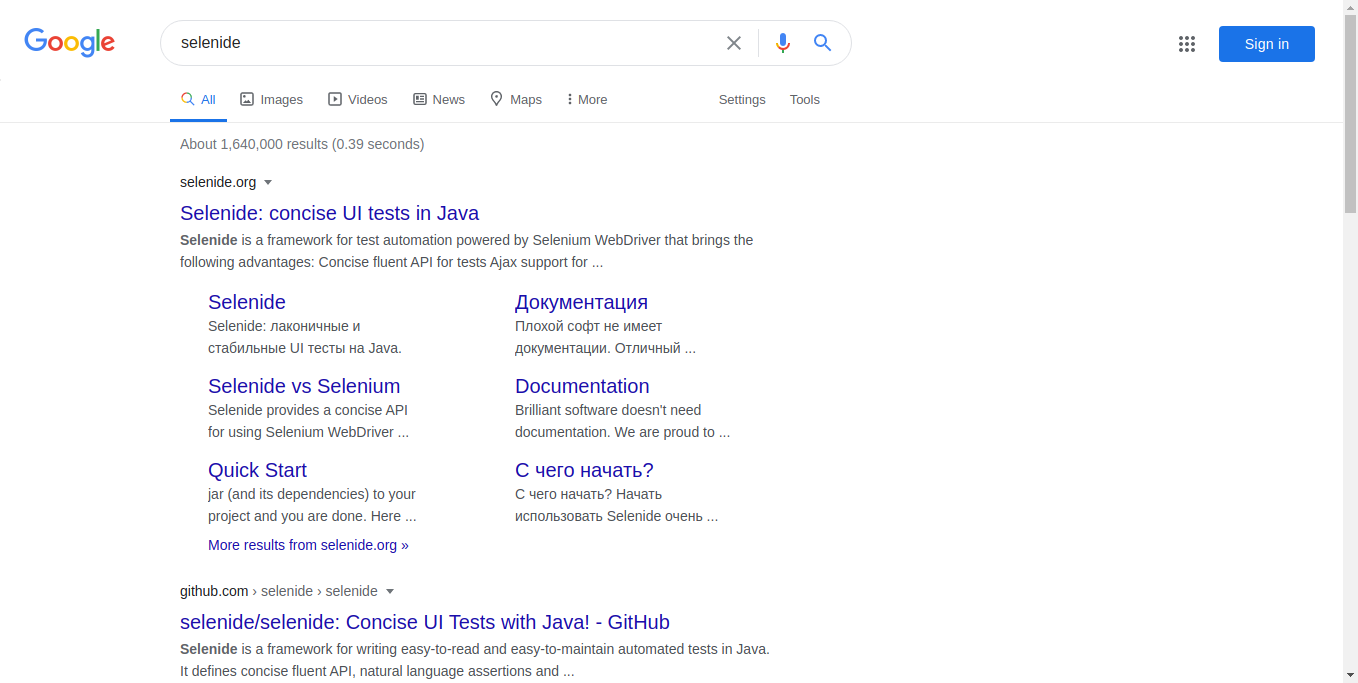 Google
selenide
Sign in
All
Images
Videos
News
Maps
More
Settings
Tools
About 1,640,000 results (0.39 seconds)
selenide.org
Selenide: concise UI tests in Java
Selenide is a framework for test automation powered by Selenium WebDriver that brings the
following advantages: Concise fluent API for tests Ajax support for ...
Selenide
Selenide: лаконичные и
стабильные UI тесты на Java.
Документация
Плохой софт не имеет
документации. Отличный ...
Selenide vs Selenium
Selenide provides a concise API
for using Selenium WebDriver ...
Documentation
Brilliant software doesn't need
documentation. We are proud to ...
Quick Start
jar (and its dependencies) to your
project and you are done. Here ...
С чего начать?
С чего начать? Начать
использовать Selenide очень ...
More results from selenide.org »
github.com › selenide › selenide
selenide/selenide: Concise UI Tests with Java! - GitHub
Selenide is a framework for writing easy-to-read and easy-to-maintain automated tests in Java.
It defines concise fluent API, natural language assertions and ...